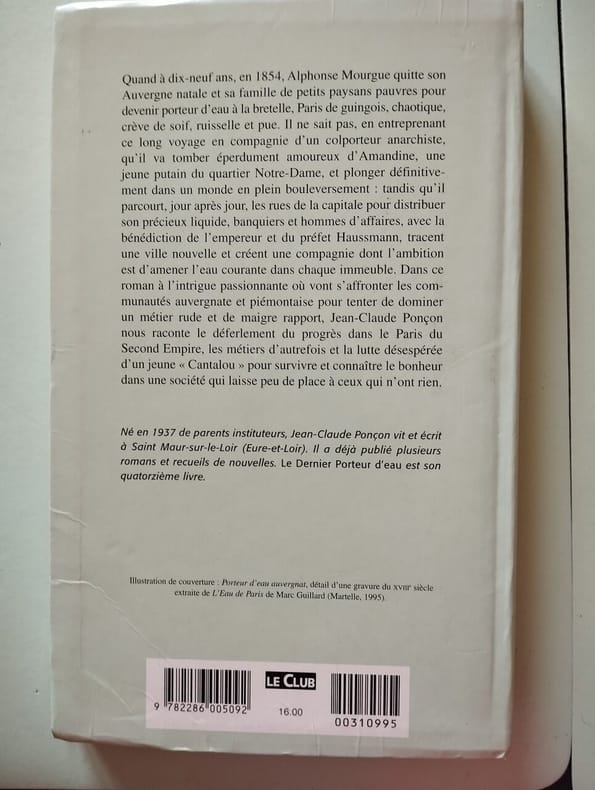 Quand à dix-neuf ans, en 1854, Alphonse Mourgue quitte son
Auvergne natale et sa famille de petits paysans pauvres pour
devenir porteur d'eau à la bretelle, Paris de guingois, chaotique,
crève de soif, ruisselle et pue. Il ne sait pas, en entreprenant
ce long voyage en compagnie d'un colporteur anarchiste,
qu'il va tomber éperdument amoureux d'Amandine, une
jeune putain du quartier Notre-Dame, et plonger définitive-
ment dans un monde en plein bouleversement : tandis qu'il
parcourt, jour après jour, les rues de la capitale pour distribuer
son précieux liquide, banquiers et hommes d'affaires, avec la
bénédiction de l'empereur et du préfet Haussmann, tracent
une ville nouvelle et créent une compagnie dont l'ambition
est d'amener l'eau courante dans chaque immeuble. Dans ce
roman à l'intrigue passionnante où vont s'affronter les com-
munautés auvergnate et piémontaise pour tenter de dominer
un métier rude et de maigre rapport, Jean-Claude Ponçon
nous raconte le déferlement du progrès dans le Paris du
Second Empire, les métiers d'autrefois et la lutte désespérée
d'un jeune « Cantalou » pour survivre et connaître le bonheur
dans une société qui laisse peu de place à ceux qui n'ont rien.
Né en 1937 de parents instituteurs, Jean-Claude Ponçon vit et écrit
à Saint Maur-sur-le-Loir (Eure-et-Loir). Il a déjà publié plusieurs
romans et recueils de nouvelles. Le Dernier Porteur d'eau est son
quatorzième livre.
Illustration de couverture : Porteur d'eau auvergnat, détail d'une gravure du XVIIIe siècle
extraite de L'Eau de Paris de Marc Guillard (Martelle, 1995).
LE CLUB
9 782286 005092
16.00
00310995